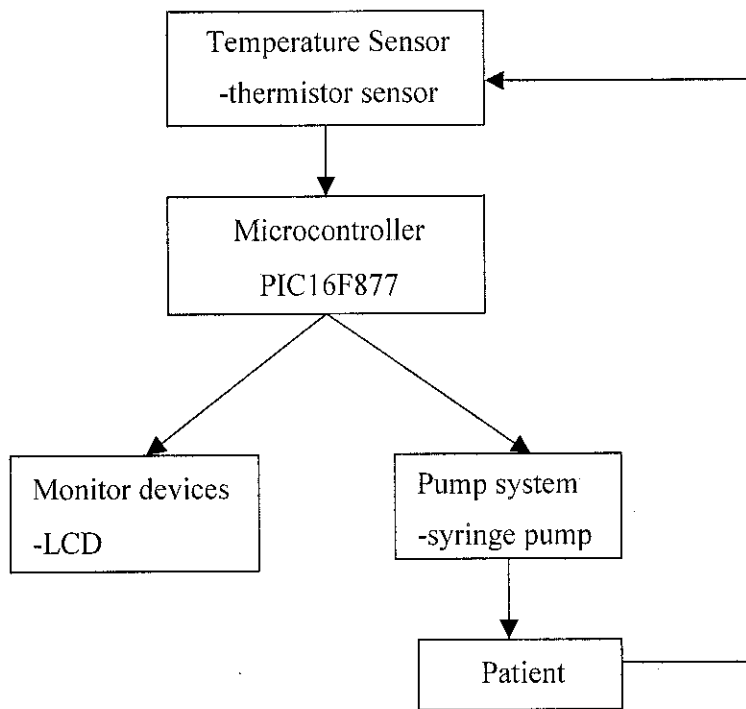 Temperature Sensor
-thermistor sensor
Microcontroller
PIC16F877
Monitor devices
-LCD
Pump system
-syringe pump
Patient